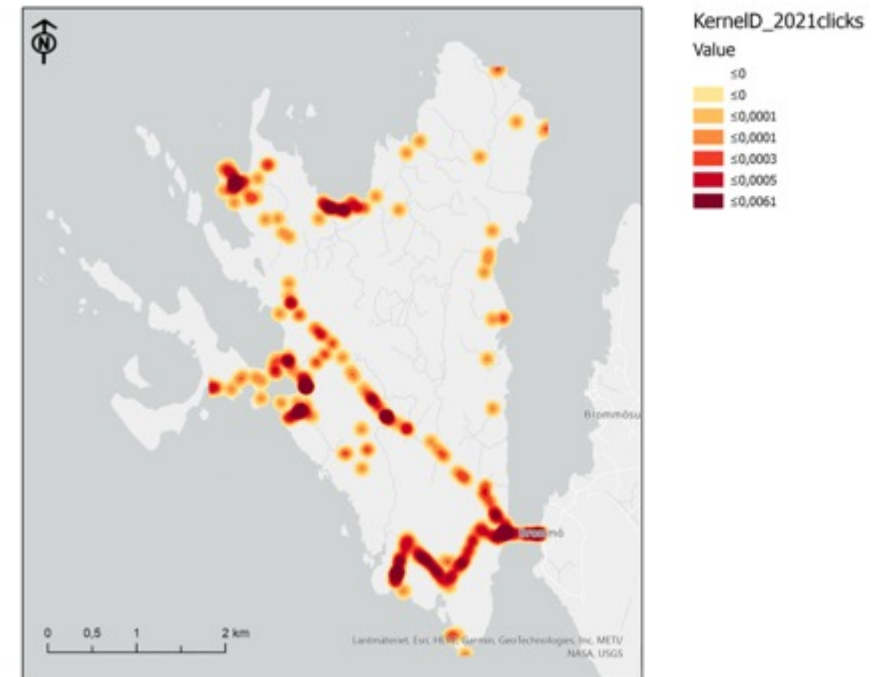 N
KernelD_2021clicks
Value
≤0
≤0
≤0,0001
≤0,0001
≤0,0003
≤0,0005
≤0,0061
Brommösu
Brommö
0 0,5 1 2 km
Lantmäteriet, Esri, HERE, Garmin, GeoTechnologies, Inc, METI/
NASA, USGS